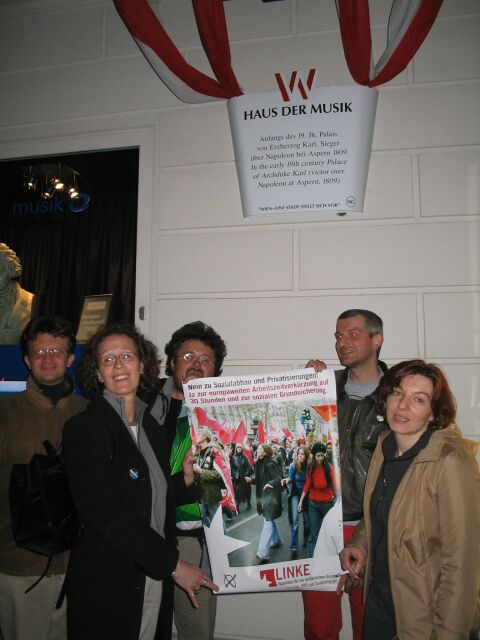 W
HAUS DER MUSIK
Anfangs des 19. Jh. Palais
von Erzherzog Karl, Sieger
über Napoleon bei Aspern 1809
In the early 19th century Palace
of Archduke Karl (victor over
Napoleon at Aspern, 1809)
"WIEN–EINE STADT STELLT SICH VOR"
musik
Nein zu Sozialabbau und Privatisierungen!
Ja zur europaweiten Arbeitszeitverkürzung auf
30 Stunden und zur sozialen Grundsicherung.
LINKE